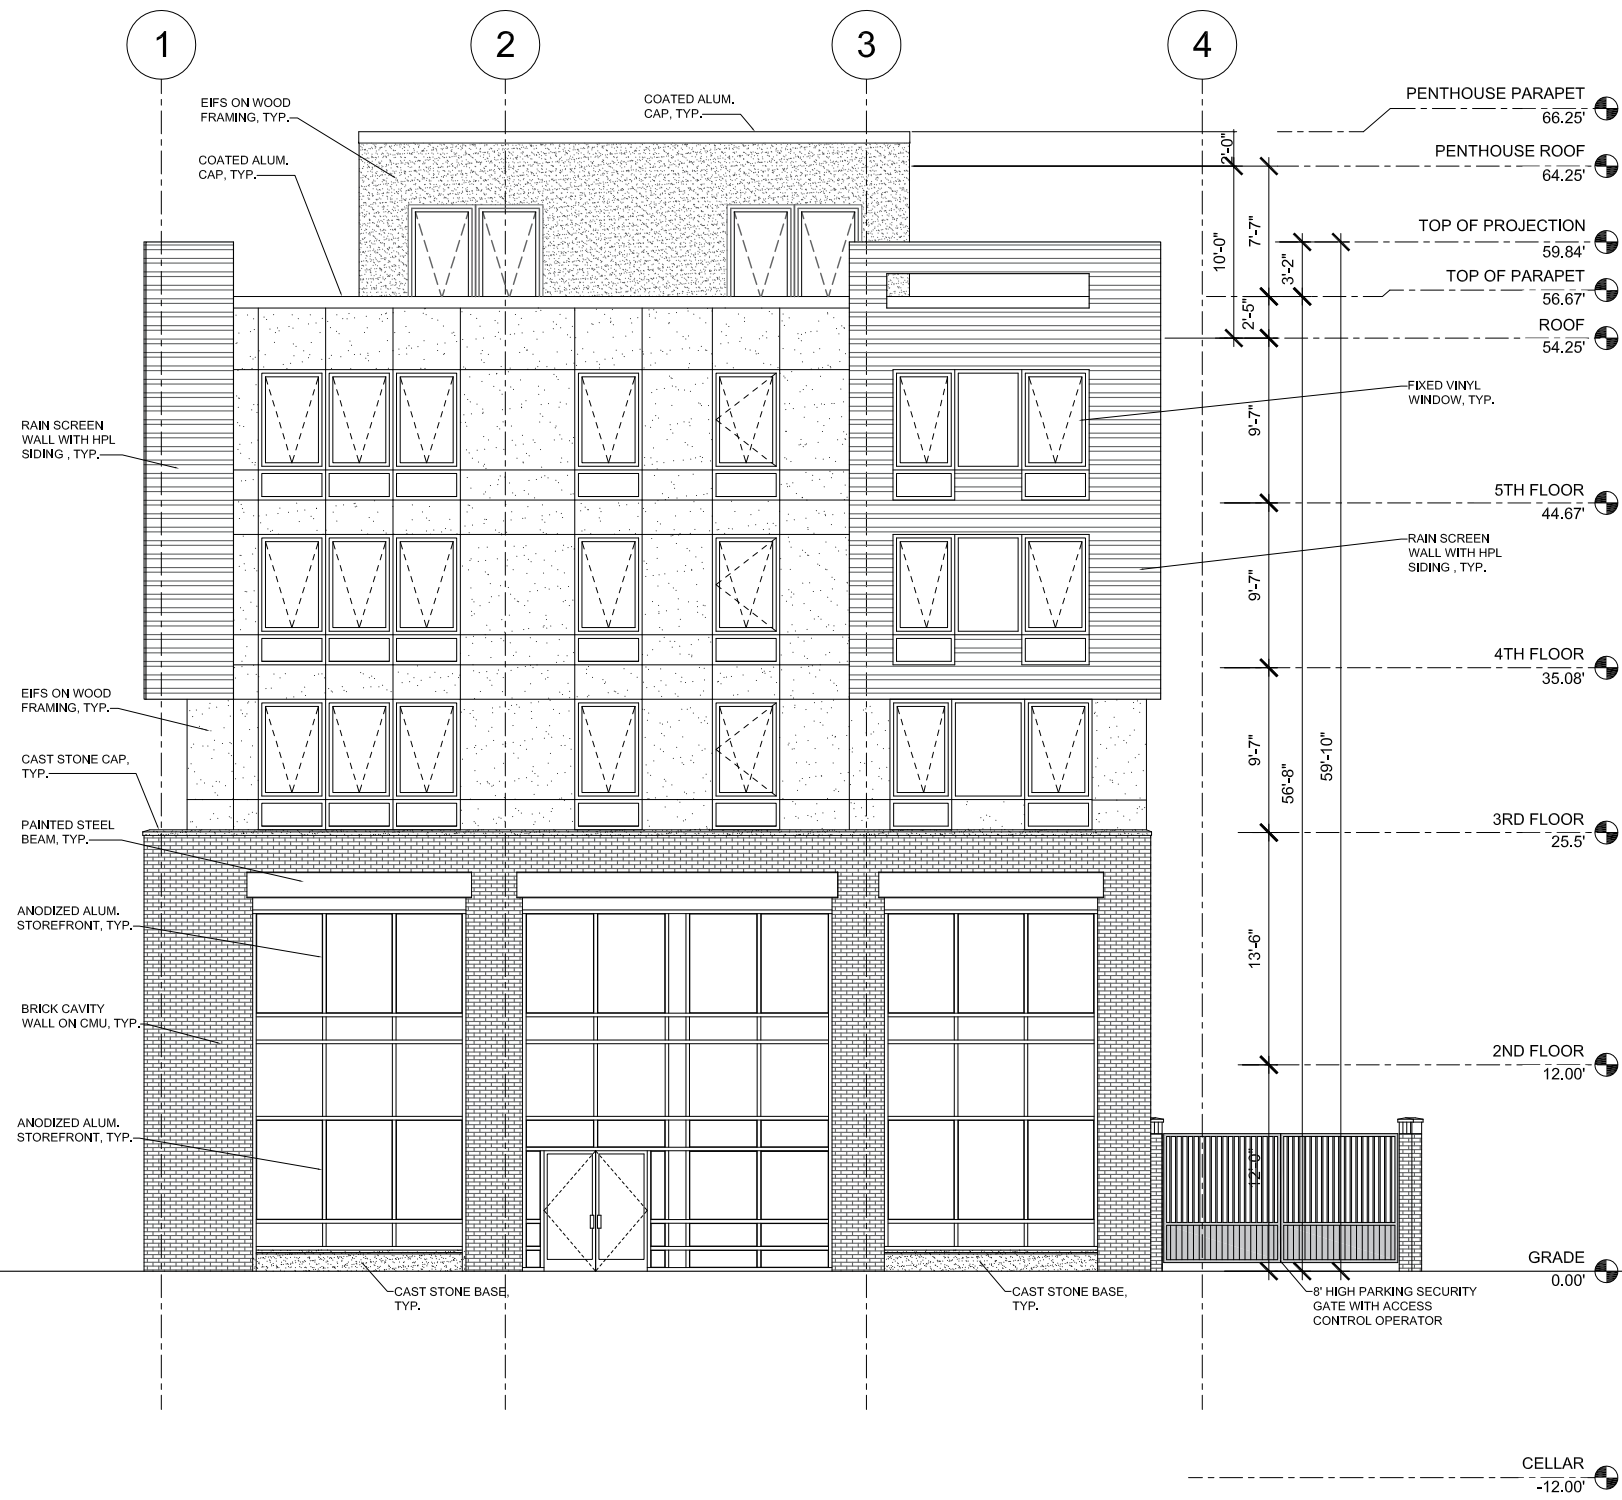 1
2
3
4
EIFS ON WOOD
FRAMING, TYP.
COATED ALUM.
CAP, TYP.
COATED ALUM.
CAP, TYP.
PENTHOUSE PARAPET
66.25'
PENTHOUSE ROOF
64.25'
TOP OF PROJECTION
59.84'
TOP OF PARAPET
56.67'
ROOF
54.25'
2'-0"
10'-0"
7'-7"
3'-2"
2'-5"
FIXED VINYL
WINDOW, TYP.
9'-7"
RAIN SCREEN
WALL WITH HPL
SIDING , TYP.
5TH FLOOR
44.67'
RAIN SCREEN
WALL WITH HPL
SIDING , TYP.
9'-7"
4TH FLOOR
35.08'
EIFS ON WOOD
FRAMING, TYP.
CAST STONE CAP,
TYP.
9'-7"
56'-8"
59'-10"
PAINTED STEEL
BEAM, TYP.
3RD FLOOR
25.5'
ANODIZED ALUM.
STOREFRONT, TYP.
13'-6"
BRICK CAVITY
WALL ON CMU, TYP.
2ND FLOOR
12.00'
ANODIZED ALUM.
STOREFRONT, TYP.
12'-0"
GRADE
0.00'
CAST STONE BASE,
TYP.
CAST STONE BASE,
TYP.
8' HIGH PARKING SECURITY
GATE WITH ACCESS
CONTROL OPERATOR
CELLAR
-12.00'